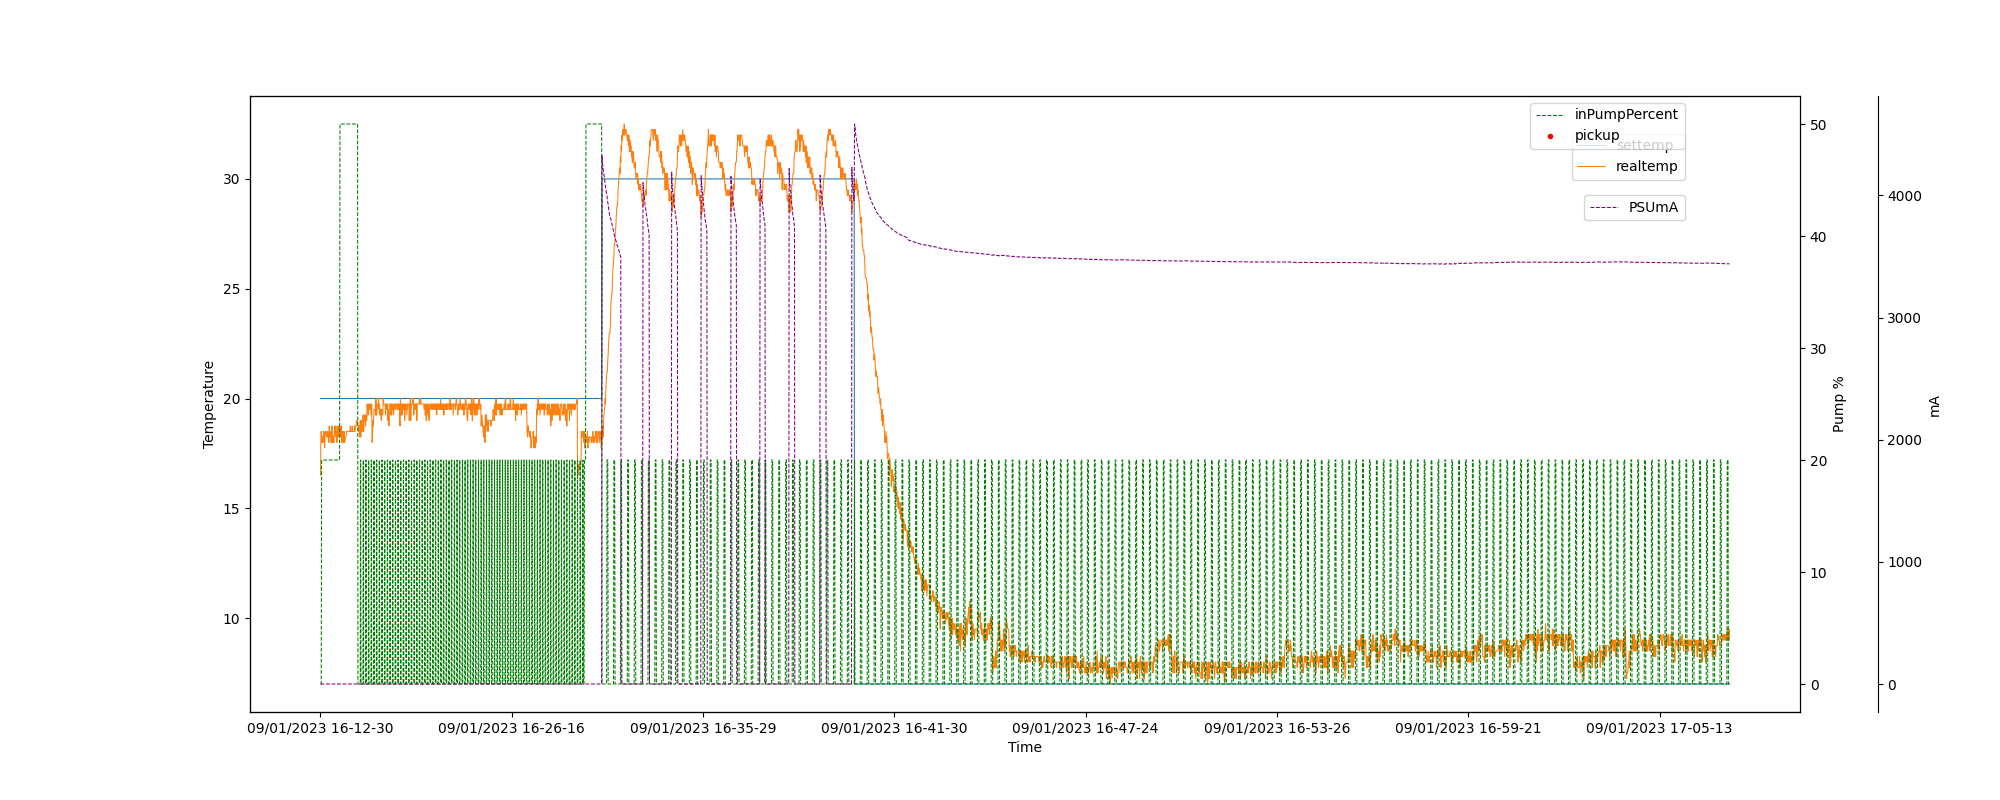 inPumpPercent
pickup
settemp
realtemp
PSUmA
Temperature
30
25
20
15
10
50
40
30
20
10
0
Pump %
4000
3000
2000
1000
0
mA
09/01/2023 16-12-30
09/01/2023 16-26-16
09/01/2023 16-35-29
09/01/2023 16-41-30
09/01/2023 16-47-24
09/01/2023 16-53-26
09/01/2023 16-59-21
09/01/2023 17-05-13
Time